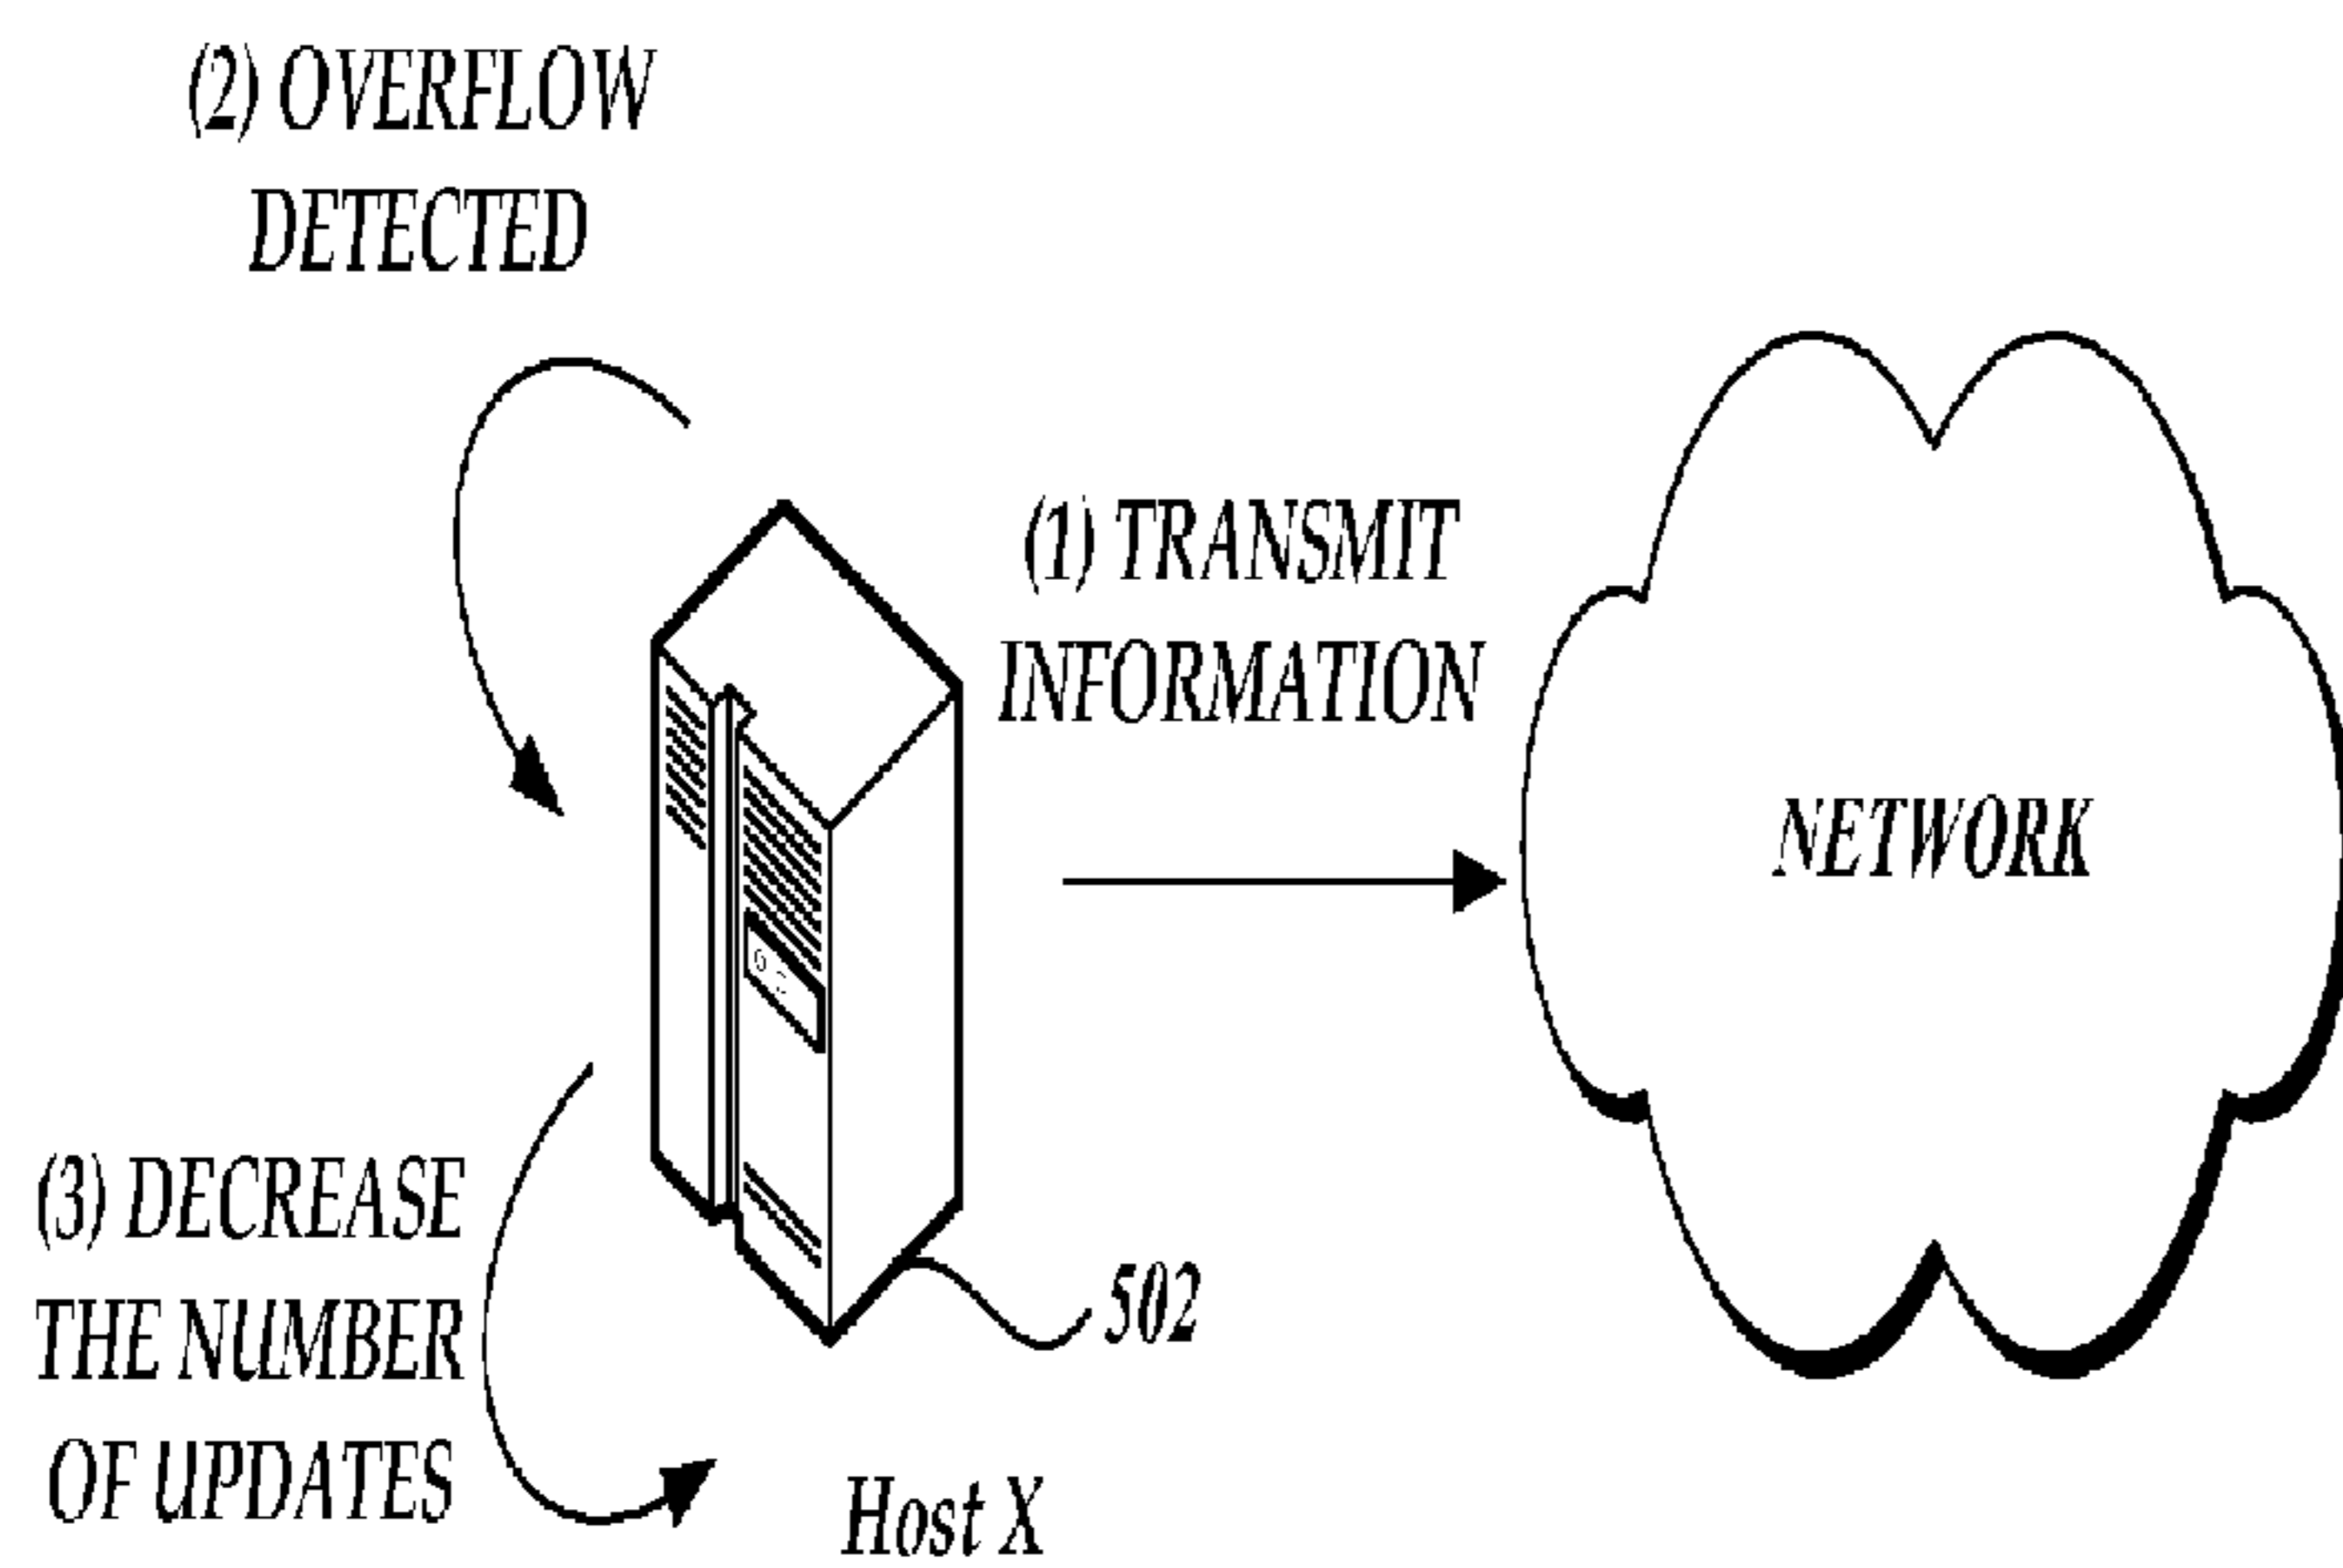 (2) OVERFLOW
DETECTED
(1) TRANSMIT
INFORMATION
NETWORK
(3) DECREASE
THE NUMBER
OF UPDATES
502
Host X